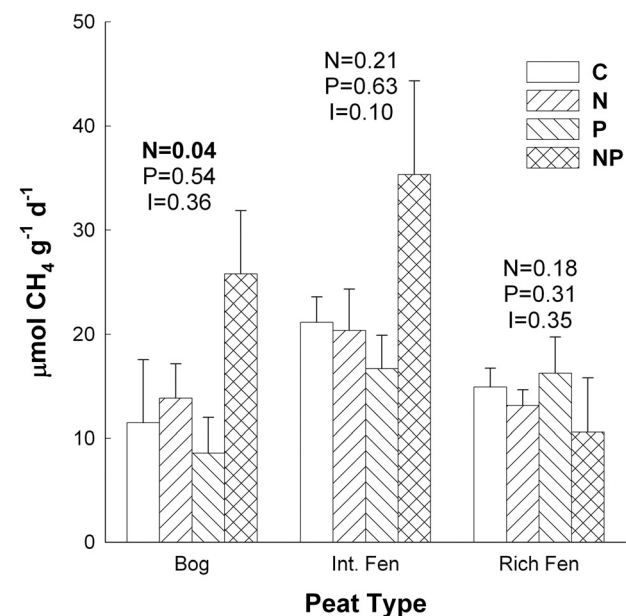 50
40
30
20
10
0
μmol CH₄ g⁻¹ d⁻¹
N=0.04
P=0.54
I=0.36
N=0.21
P=0.63
I=0.10
N=0.18
P=0.31
I=0.35
C
N
P
NP
Bog
Int. Fen
Rich Fen
Peat Type